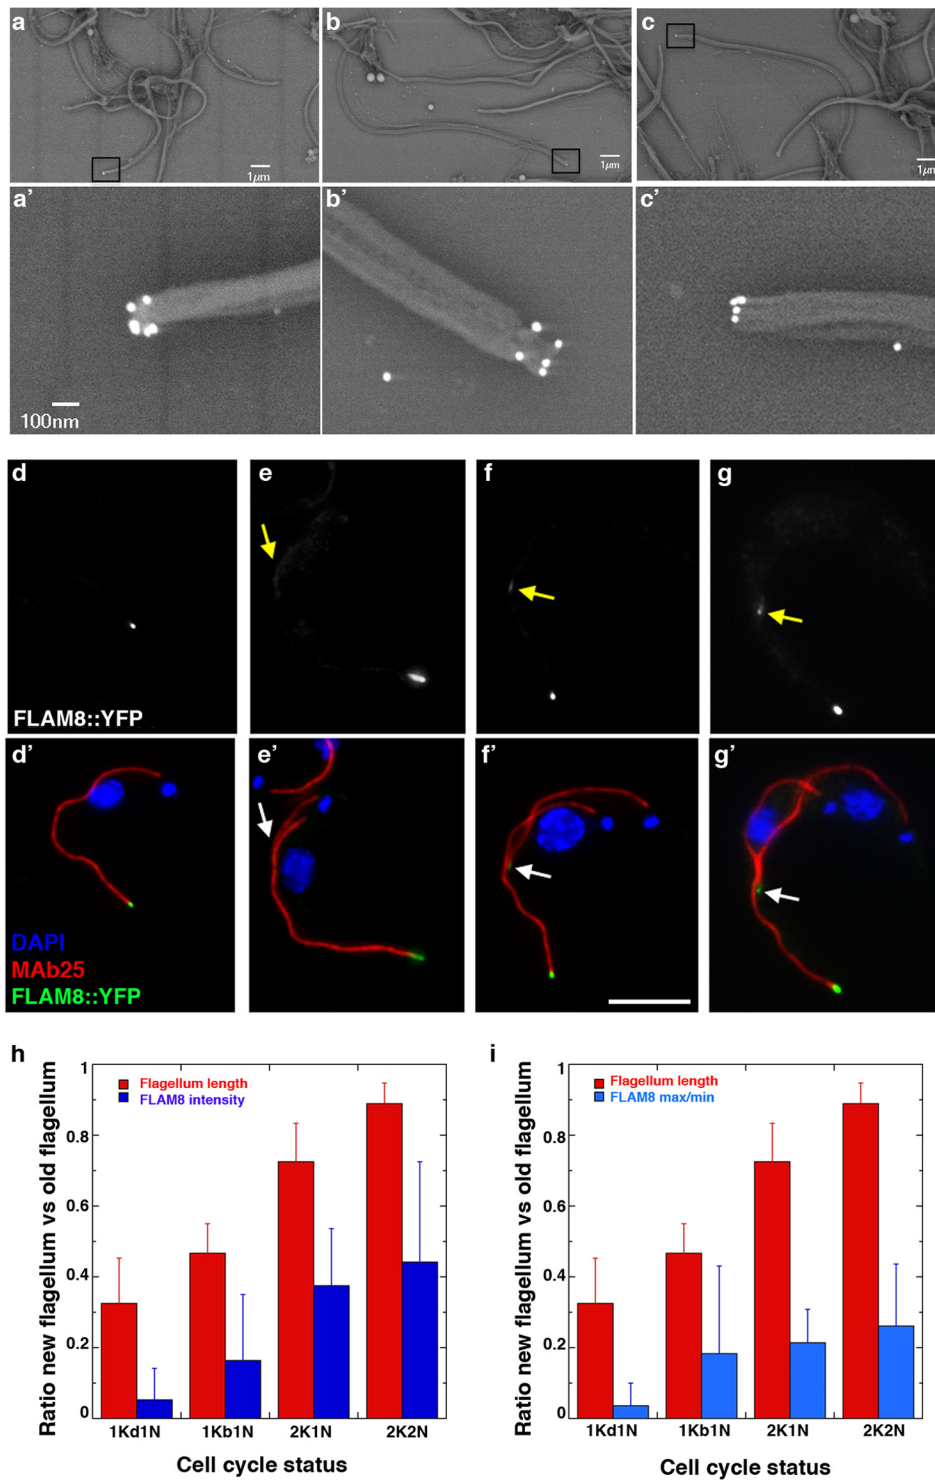 a
b
c
1µm
1µm
1µm
a’
b’
c’
100nm
d
e
f
g
FLAM8::YFP
d’
e’
f’
g’
DAPI
MAb25
FLAM8::YFP
h
i
Ratio new flagellum vs old flagellum
1
0.8
0.6
0.4
0.2
0
Flagellum length
FLAM8 intensity
1Kd1N
1Kb1N
2K1N
2K2N
Cell cycle status
Ratio new flagellum vs old flagellum
1
0.8
0.6
0.4
0.2
0
Flagellum length
FLAM8 max/min
1Kd1N
1Kb1N
2K1N
2K2N
Cell cycle status